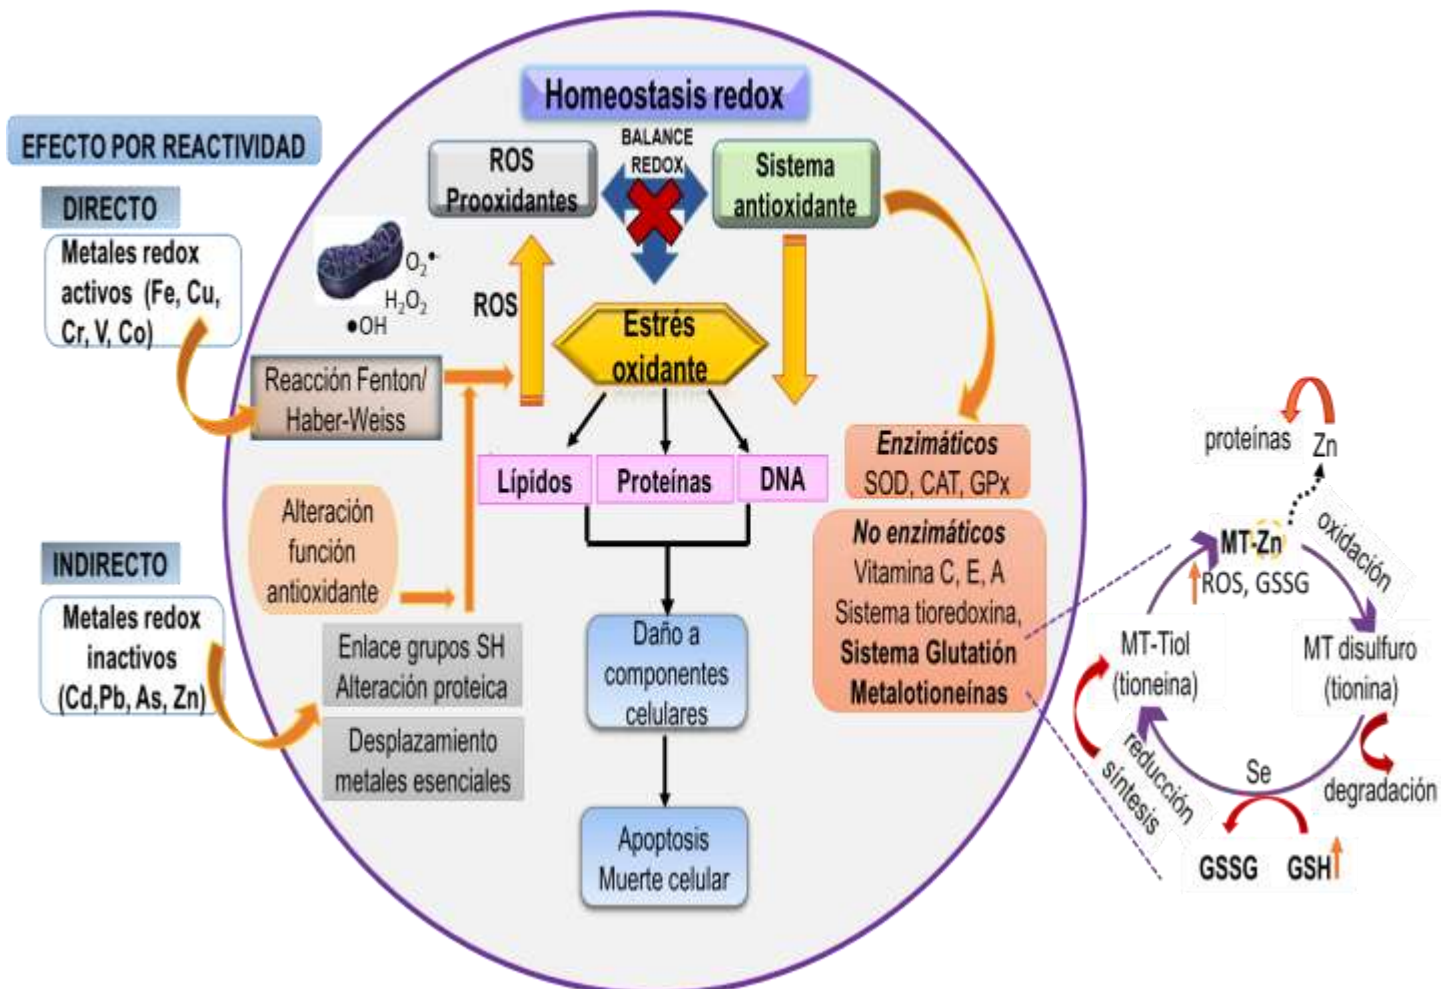 Homeostasis redox
EFECTO POR REACTIVIDAD
DIRECTO
Metales redox
activos (Fe, Cu,
Cr, V, Co)
ROS
Prooxidantes
BALANCE
REDOX
Sistema
antioxidante
O₂•⁻
H₂O₂
●OH
ROS
Estrés
oxidante
Reacción Fenton/
Haber-Weiss
Lípidos
Proteínas
DNA
Enzimáticos
SOD, CAT, GPx
No enzimáticos
Vitamina C, E, A
Sistema tioredoxina,
Sistema Glutatión
Metalotioneínas
Alteración
función
antioxidante
INDIRECTO
Metales redox
inactivos
(Cd,Pb, As, Zn)
Enlace grupos SH
Alteración proteica
Desplazamiento
metales esenciales
Daño a
componentes
celulares
Apoptosis
Muerte celular
proteínas
Zn
MT-Zn
ROS, GSSG
oxidación
MT-Tiol
(tioneina)
MT disulfuro
(tionina)
reducción
síntesis
Se
degradación
GSSG
GSH